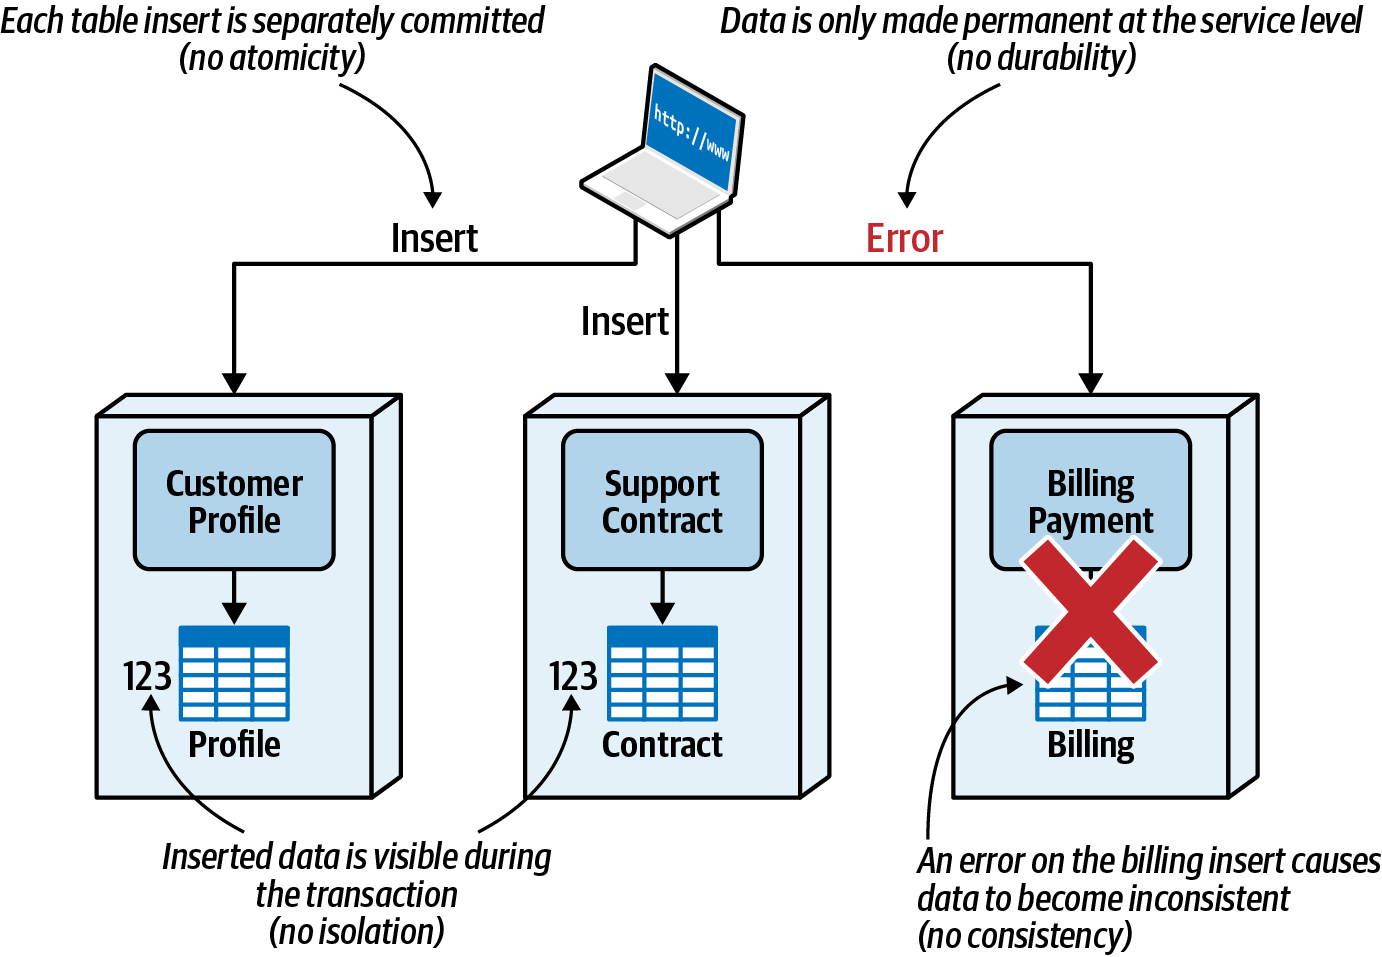 Each table insert is separately committed
(no atomicity)
Data is only made permanent at the service level
(no durability)
http://www
Insert
Error
Insert
Customer
Profile
Support
Contract
Billing
Payment
123
Profile
123
Contract
Billing
Inserted data is visible during
the transaction
(no isolation)
An error on the billing insert causes
data to become inconsistent
(no consistency)